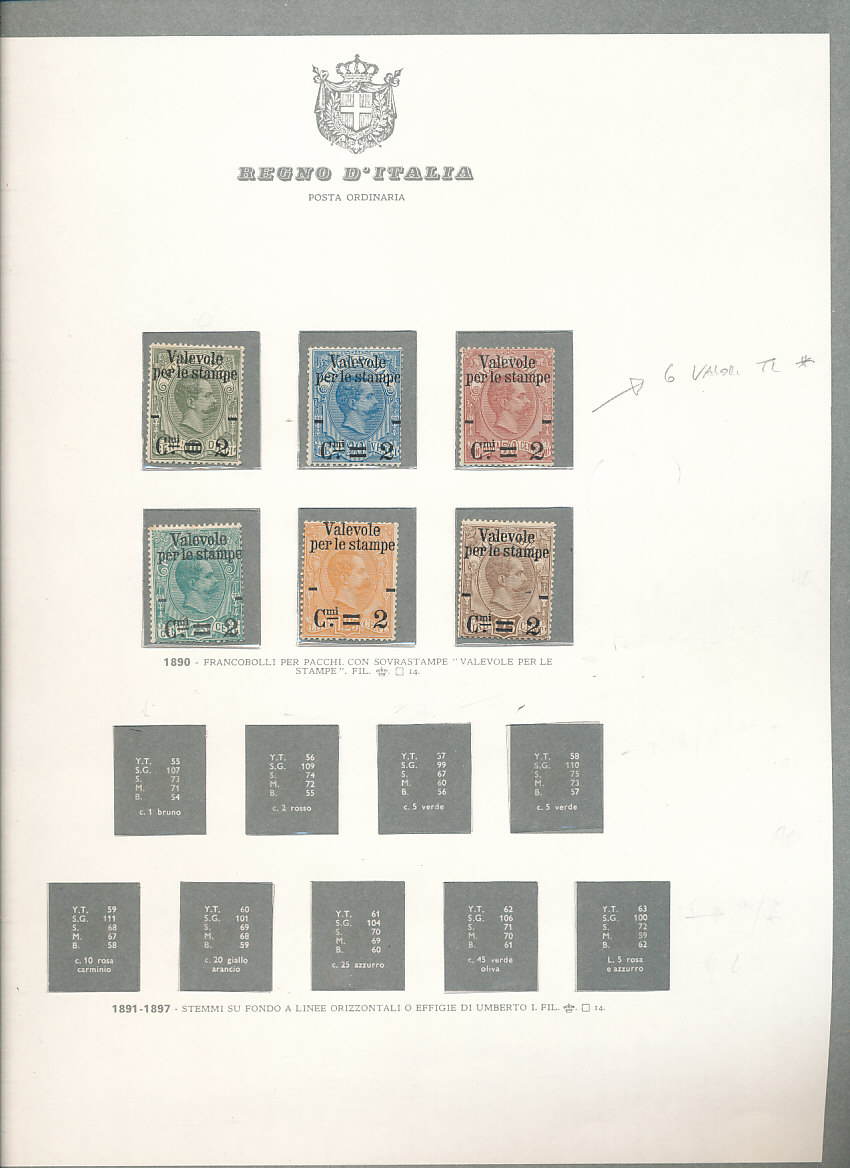 REGNO D'ITALIA
POSTA ORDINARIA
Valevole
per le stampe
Cmi = 2
Valevole
per le stampe
Cmi = 2
Valevole
per le stampe
Cmi = 2
6 VALORI TL *
Valevole
per le stampe
Cmi = 2
Valevole
per le stampe
Cmi = 2
Valevole
per le stampe
Cmi = 2
1890 - FRANCOBOLLI PER PACCHI. CON SOVRASTAMPE "VALEVOLE PER LE
STAMPE". FIL. . 14.
Y.T. 55
S.G. 107
S. 73
M. 71
B. 54
c. 1 bruno
Y.T. 56
S.G. 109
S. 74
M. 72
B. 55
c. 2 rosso
Y.T. 57
S.G. 99
S. 67
M. 60
B. 56
c. 5 verde
Y.T. 58
S.G. 110
S. 75
M. 73
B. 57
c. 5 verde
Y.T. 59
S.G. 111
S. 68
M. 67
B. 58
c. 10 rosa
carminio
Y.T. 60
S.G. 101
S. 69
M. 68
B. 59
c. 20 giallo
arancio
Y.T. 61
S.G. 104
S. 70
M. 69
B. 60
c. 25 azzurro
Y.T. 62
S.G. 106
S. 71
M. 70
B. 61
c. 45 verde
oliva
Y.T. 63
S.G. 100
S. 72
M. 59
B. 62
L. 5 rosa
e azzurro
1891-1897 - STEMMI SU FONDO A LINEE ORIZZONTALI O EFFIGIE DI UMBERTO I. FIL. . 14.